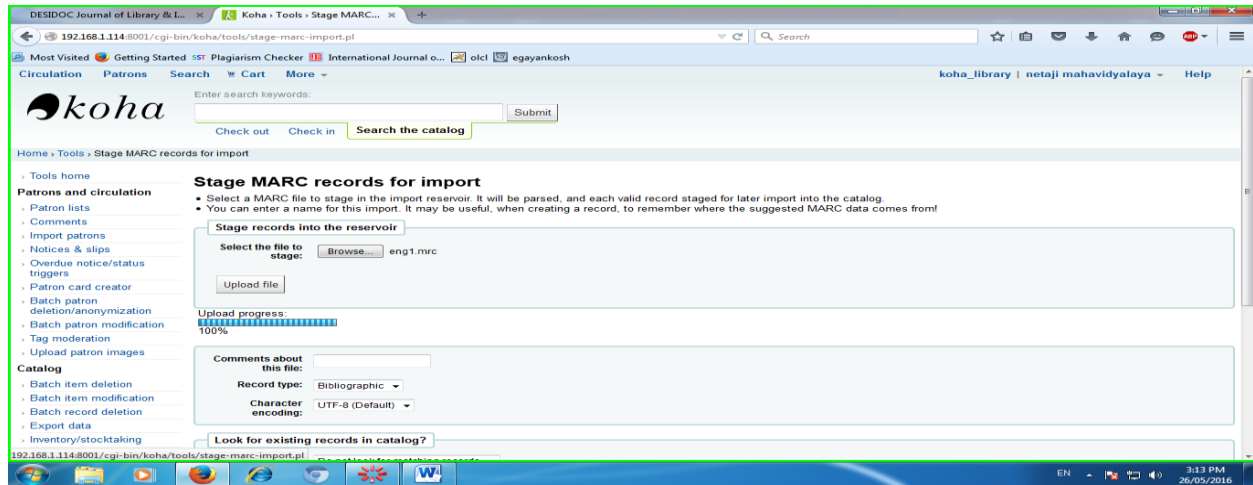 DESIDOC Journal of Library & I... × Koha › Tools › Stage MARC... × +
192.168.1.114:8001/cgi-bin/koha/tools/stage-marc-import.pl Search
Most Visited Getting Started SST Plagiarism Checker International Journal o... olcl egayankosh
Circulation Patrons Search Cart More koha_library | netaji mahavidyalaya Help
koha
Enter search keywords:
Submit
Check out Check in Search the catalog
Home › Tools › Stage MARC records for import
Tools home
Patrons and circulation
Patron lists
Comments
Import patrons
Notices & slips
Overdue notice/status
triggers
Patron card creator
Batch patron
deletion/anonymization
Batch patron modification
Tag moderation
Upload patron images
Catalog
Batch item deletion
Batch item modification
Batch record deletion
Export data
Inventory/stocktaking
Stage MARC records for import
• Select a MARC file to stage in the import reservoir. It will be parsed, and each valid record staged for later import into the catalog.
• You can enter a name for this import. It may be useful, when creating a record, to remember where the suggested MARC data comes from!
Stage records into the reservoir
Select the file to
stage: Browse... eng1.mrc
Upload file
Upload progress:
100%
Comments about
this file:
Record type: Bibliographic
Character
encoding: UTF-8 (Default)
Look for existing records in catalog?
192.168.1.114:8001/cgi-bin/koha/tools/stage-marc-import.pl
EN 3:13 PM
26/05/2016